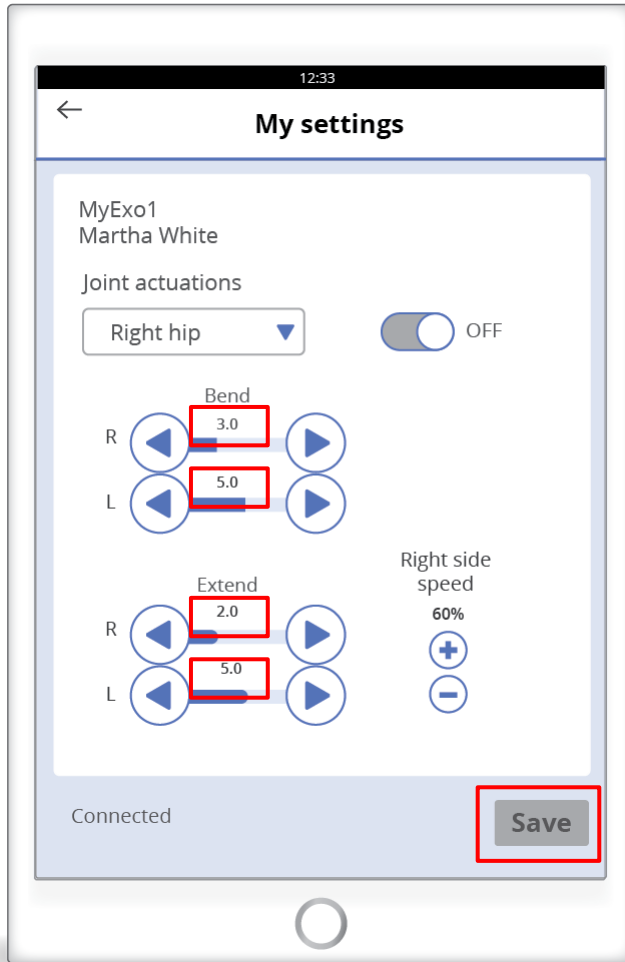 12:33
My settings
MyExo1
Martha White
Joint actuations
Right hip
OFF
Bend
R
3.0
L
5.0
Extend
R
2.0
L
5.0
Right side
speed
60%
Connected
Save